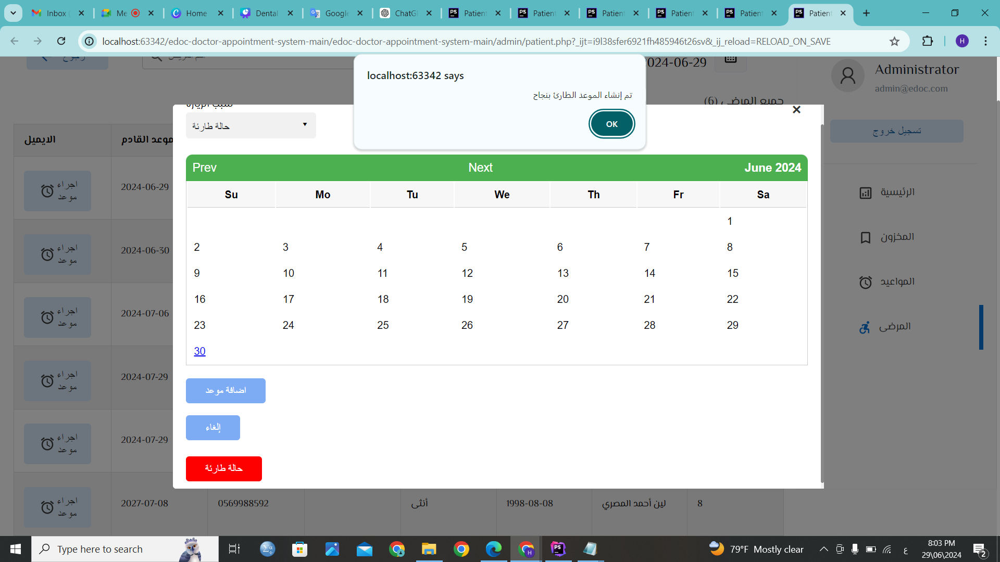 Inbox
Me
Home
Dental
Google
ChatG
Patient
Patient
Patient
Patient
Patient
Patient
localhost:63342/edoc-doctor-appointment-system-main/edoc-doctor-appointment-system-main/admin/patient.php?_ijt=i9l38sfer6921fh485946t26sv&_ij_reload=RELOAD_ON_SAVE
H
localhost:63342 says
تم إنشاء الموعد الطارئ بنجاح
OK
رجوع
اسم المريض
2024-06-29
Administrator
admin@edoc.com
جميع المرضى (6)
تسجيل خروج
الرئيسية
المخزون
المواعيد
المرضى
سبب الزيارة
حالة طارئة
×
Prev Next June 2024
Su Mo Tu We Th Fr Sa
1
2 3 4 5 6 7 8
9 10 11 12 13 14 15
16 17 18 19 20 21 22
23 24 25 26 27 28 29
30
اضافة موعد
إلغاء
حالة طارئة
الايميل
موعد القادم
اجراء
موعد
2024-06-29
اجراء
موعد
2024-06-30
اجراء
موعد
2024-07-06
اجراء
موعد
2024-07-29
اجراء
موعد
2024-07-29
اجراء
موعد
2027-07-08 0569988592 أنثى 1998-08-08 لين أحمد المصري 8
Type here to search
79°F Mostly clear
ع
8:03 PM
29\06\2024
2